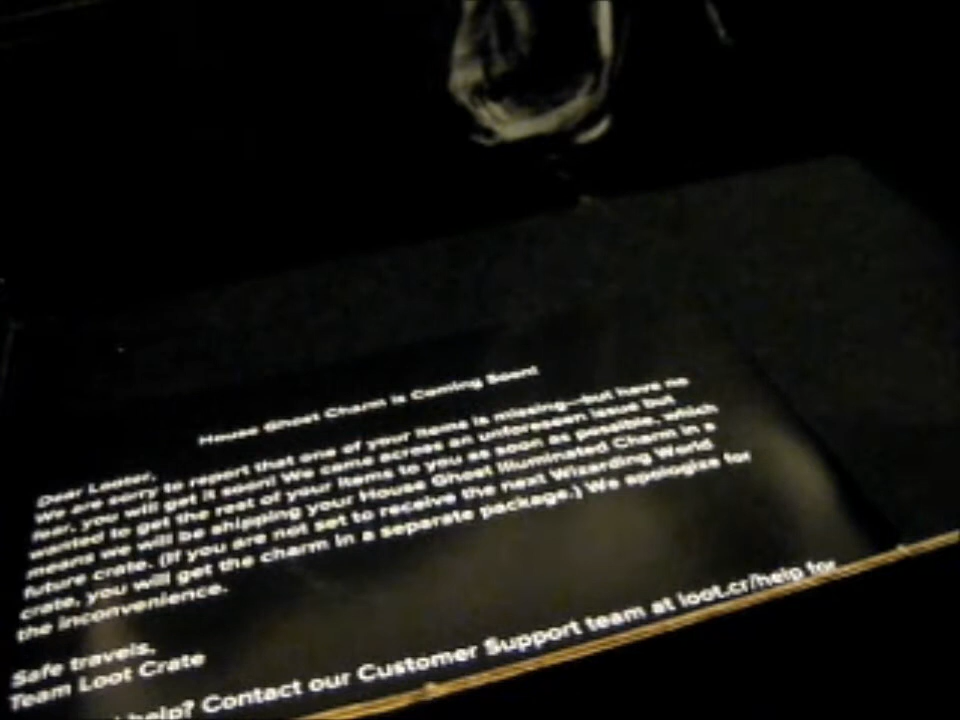 House Ghost Charm is Coming Soon!
Dear Looter,
We are sorry to report that one of your items is missing—but have no
fear, you will get it soon! We came across an unforeseen issue but
wanted to get the rest of your items to you as soon as possible, which
means we will be shipping your House Ghost Illuminated Charm in a
future crate. (If you are not set to receive the next Wizarding World
crate, you will get the charm in a separate package.) We apologize for
the inconvenience.
Safe travels,
Team Loot Crate
help? Contact our Customer Support team at loot.cr/help for